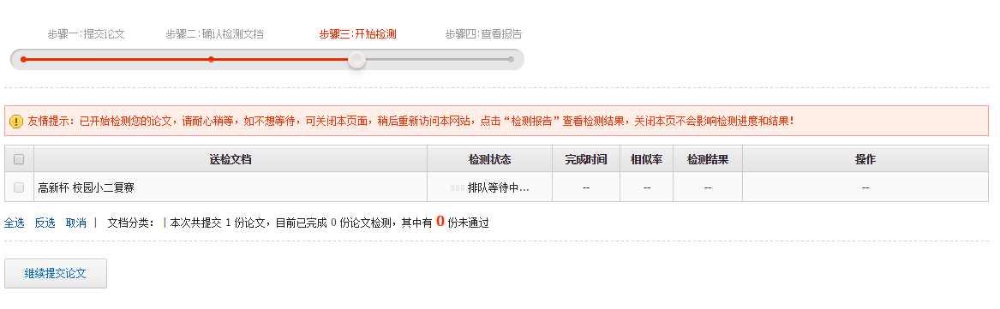 步骤一:提交论文 步骤二:确认检测文档 步骤三:开始检测 步骤四:查看报告
友情提示：已开始检测您的论文，请耐心稍等，如不想等待，可关闭本页面，稍后重新访问本网站，点击“检测报告”查看检测结果，关闭本页不会影响检测进度和结果！
送检文档 检测状态 完成时间 相似率 检测结果 操作
高新杯 校园小二复赛 排队等待中... -- -- -- --
全选 反选 取消 | 文档分类： | 本次共提交 1 份论文，目前已完成 0 份论文检测，其中有 0 份未通过
继续提交论文